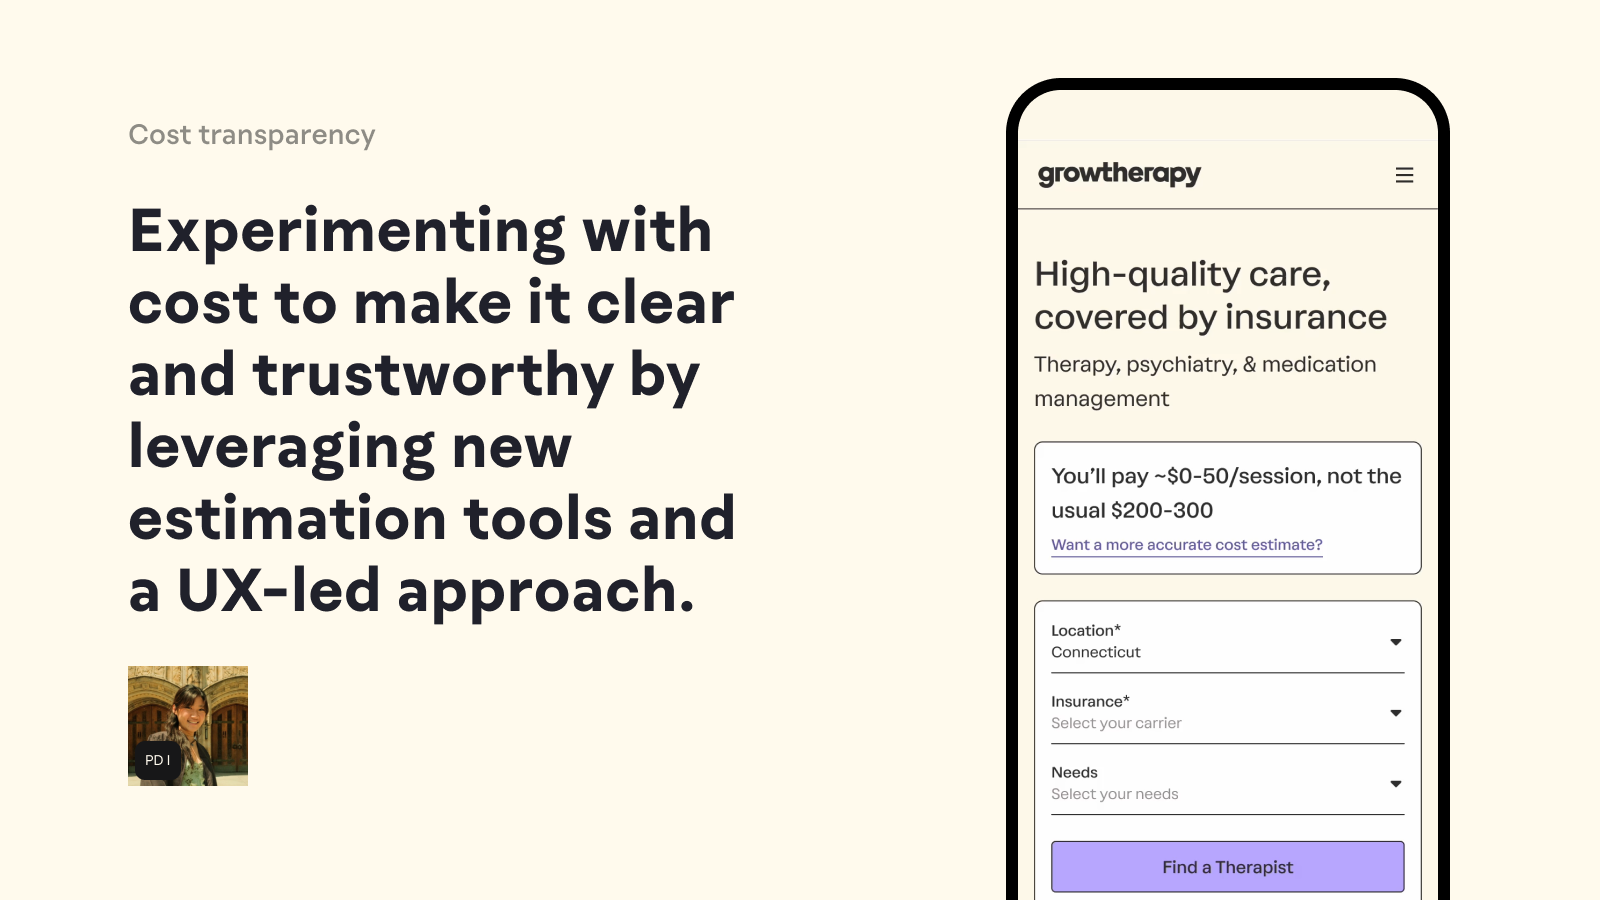 Cost transparency
Experimenting with
cost to make it clear
and trustworthy by
leveraging new
estimation tools and
a UX-led approach.
PD I
growtherapy
High-quality care,
covered by insurance
Therapy, psychiatry, & medication
management
You’ll pay ~$0-50/session, not the
usual $200-300
Want a more accurate cost estimate?
Location*
Connecticut
Insurance*
Select your carrier
Needs
Select your needs
Find a Therapist